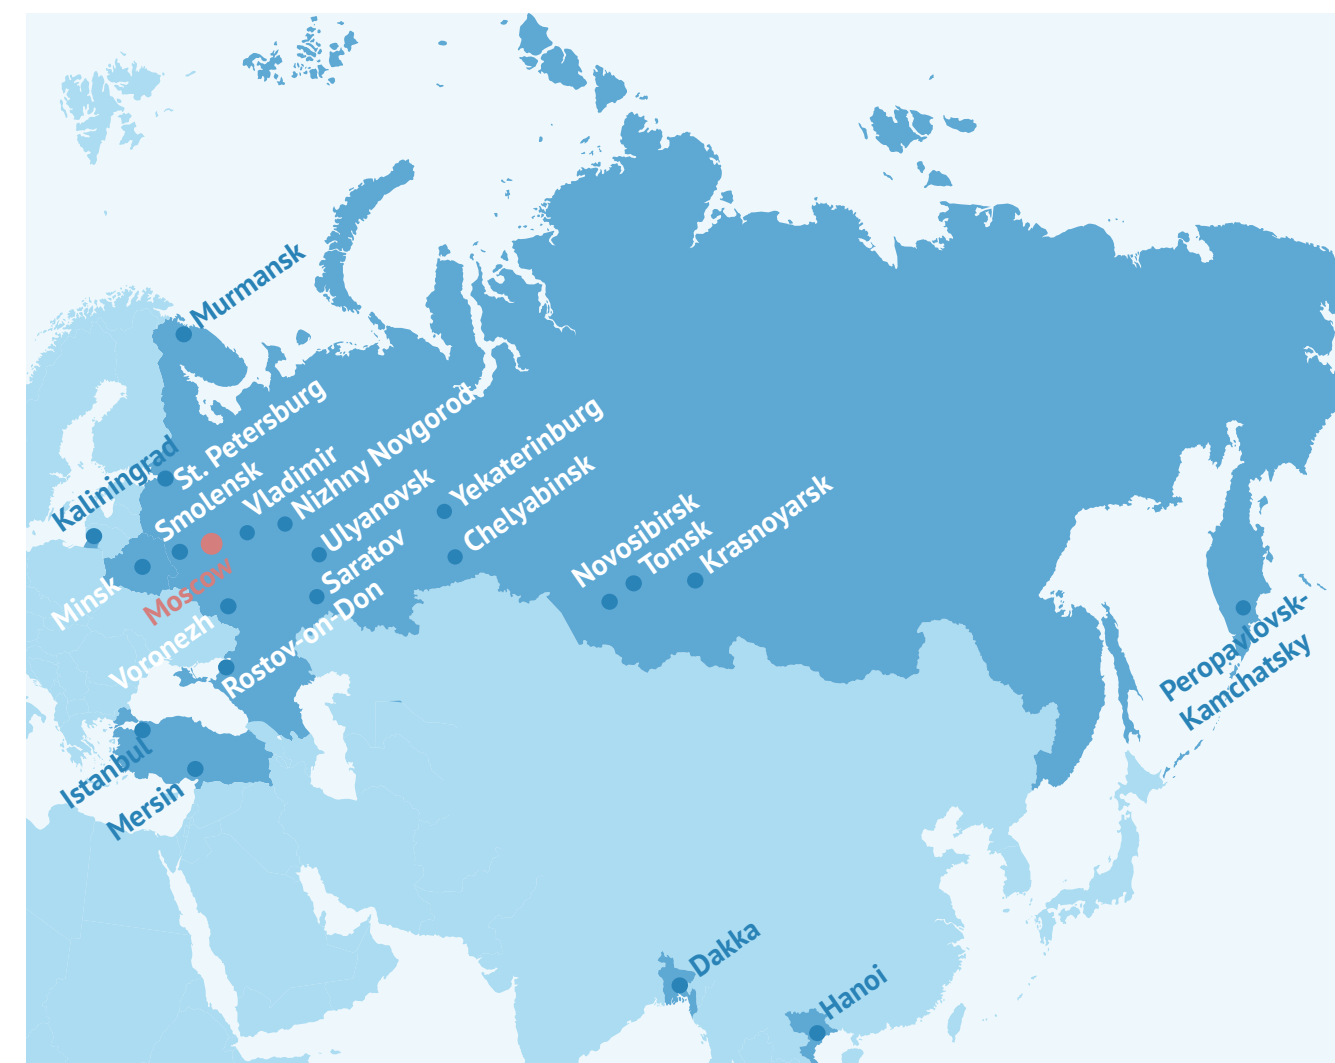 Murmansk
St. Petersburg
Kaliningrad
Smolensk
Vladimir
Nizhny Novgorod
Ulyanovsk
Yekaterinburg
Chelyabinsk
Saratov
Novosibirsk
Tomsk
Krasnoyarsk
Minsk
Moscow
Voronezh
Rostov-on-Don
Peropavlovsk-
Kamchatsky
Istanbul
Mersin
Dakka
Hanoi